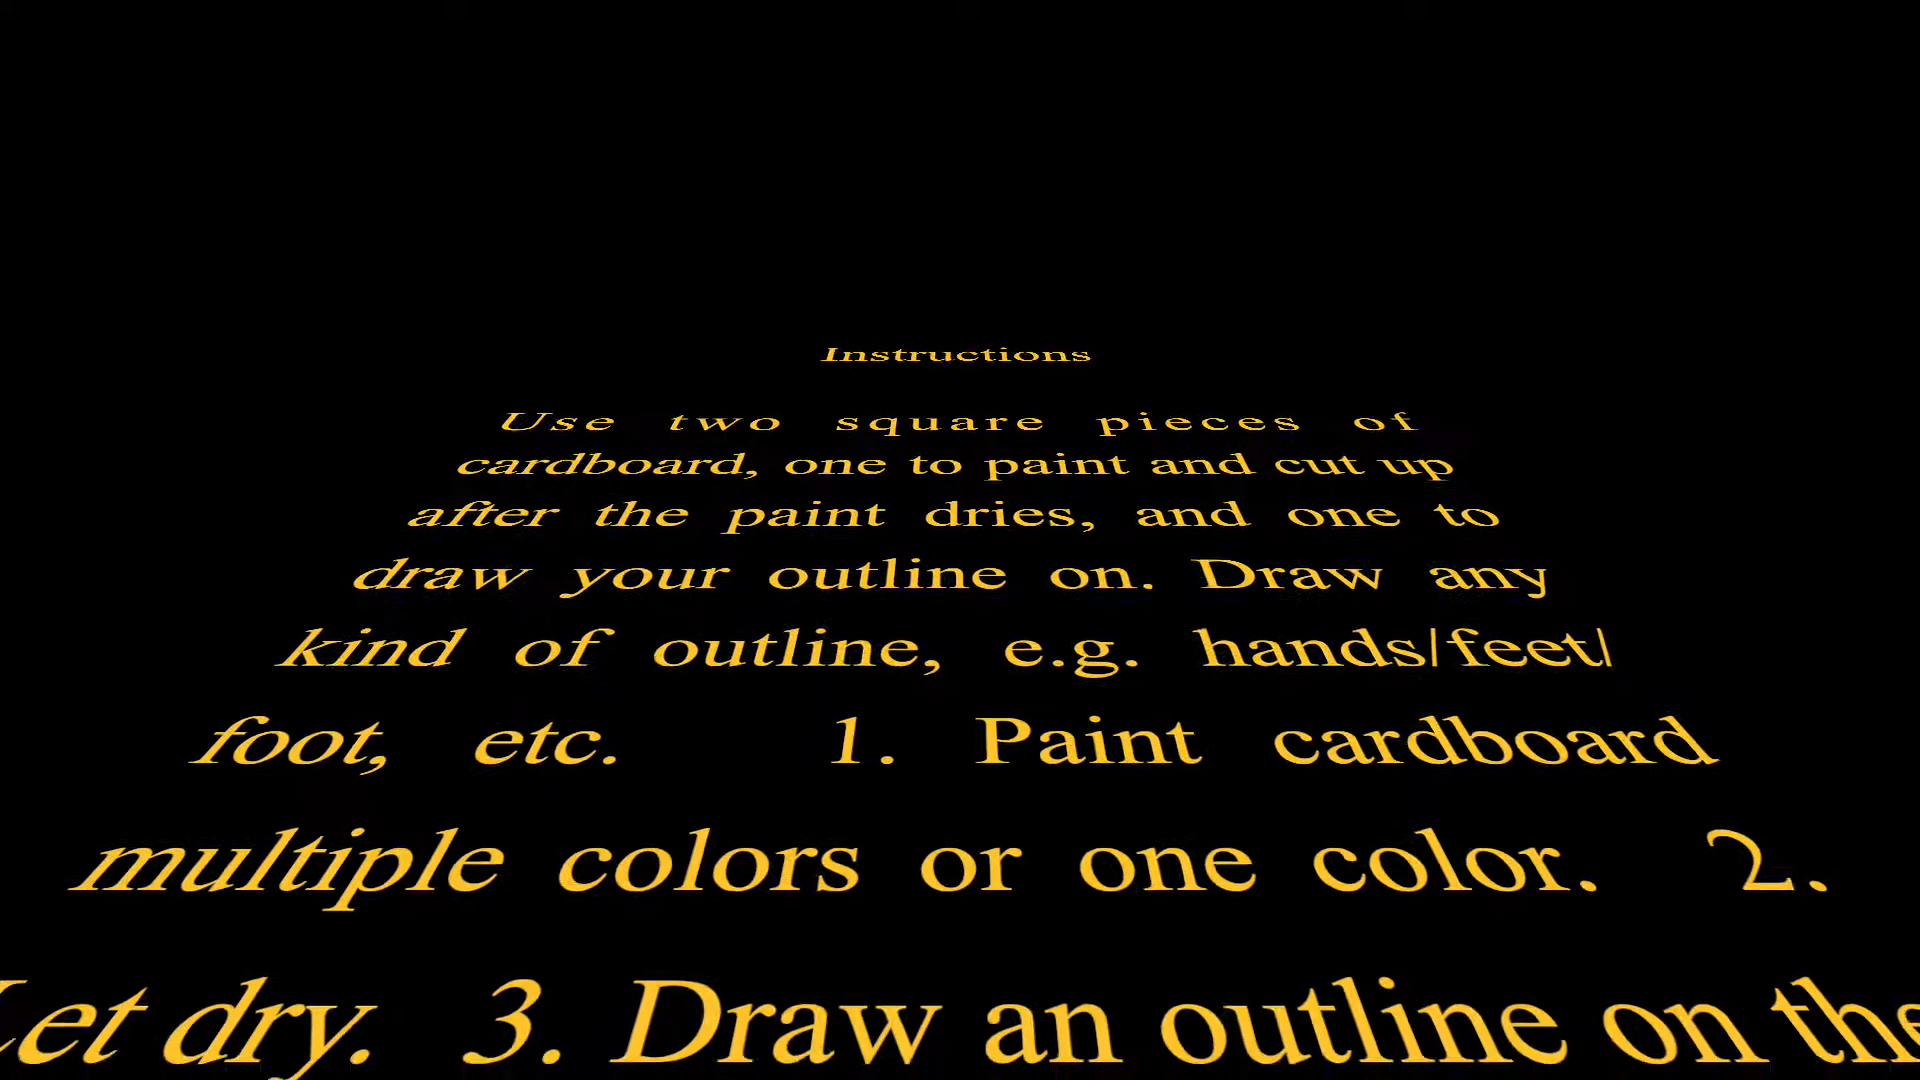 Instructions
Use two square pieces of
cardboard, one to paint and cut up
after the paint dries, and one to
draw your outline on. Draw any
kind of outline, e.g. hands/feet/
foot, etc. 1. Paint cardboard
multiple colors or one color. 2.
Let dry. 3. Draw an outline on the